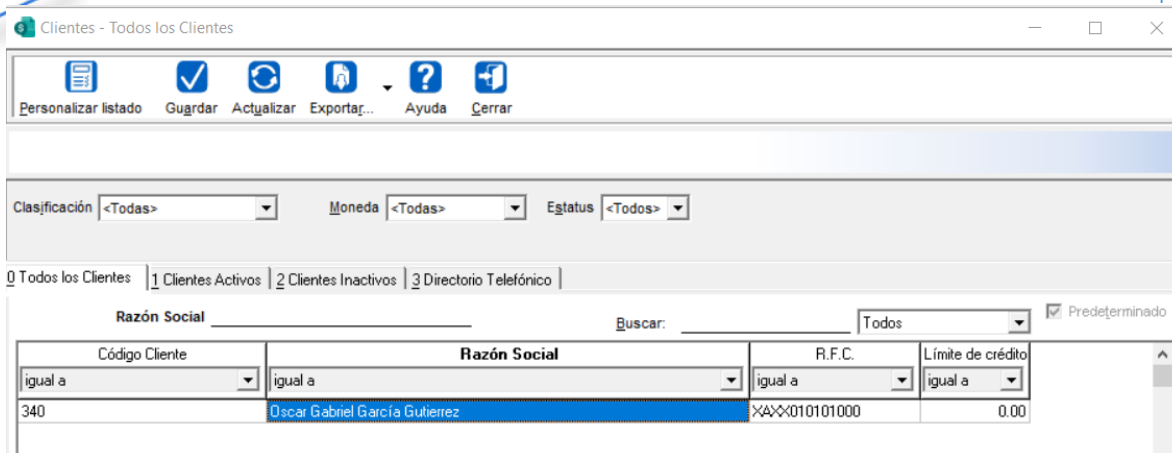 Clientes - Todos los Clientes
Personalizar listado Guardar Actualizar Exportar... Ayuda Cerrar
Clasificación <Todas> Moneda <Todas> Estatus <Todos>
0 Todos los Clientes 1 Clientes Activos 2 Clientes Inactivos 3 Directorio Telefónico
Razón Social Buscar: Todos Predeterminado
Código Cliente Razón Social R.F.C. Límite de crédito
igual a igual a igual a igual a
340 Oscar Gabriel García Gutierrez XAXX010101000 0.00